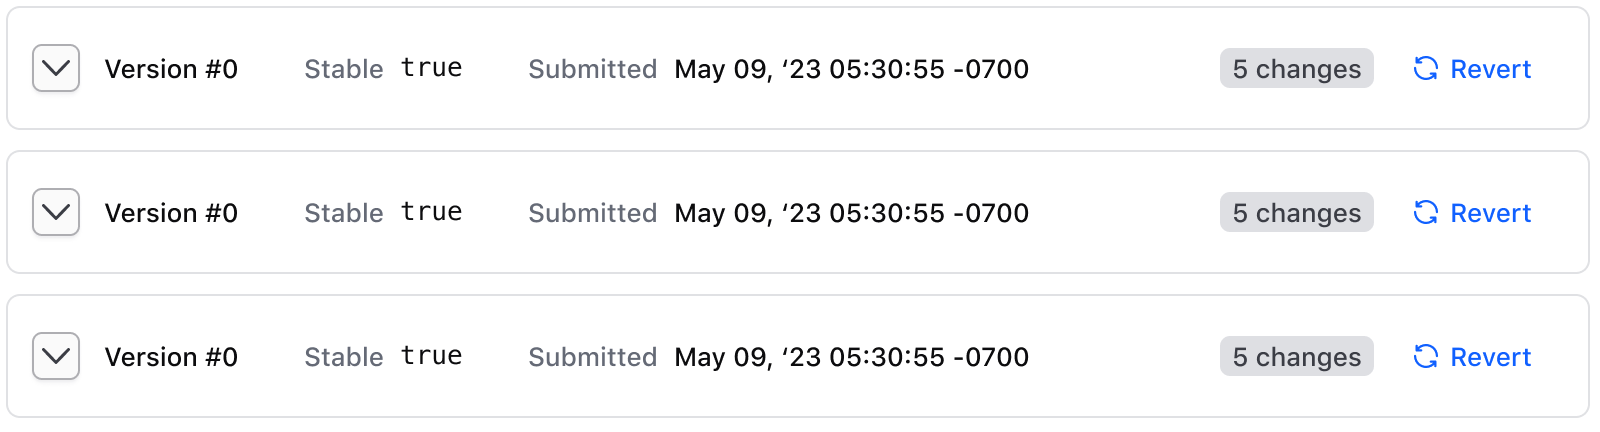 Version #0 Stable true Submitted May 09, ‘23 05:30:55 -0700 5 changes Revert
Version #0 Stable true Submitted May 09, ‘23 05:30:55 -0700 5 changes Revert
Version #0 Stable true Submitted May 09, ‘23 05:30:55 -0700 5 changes Revert